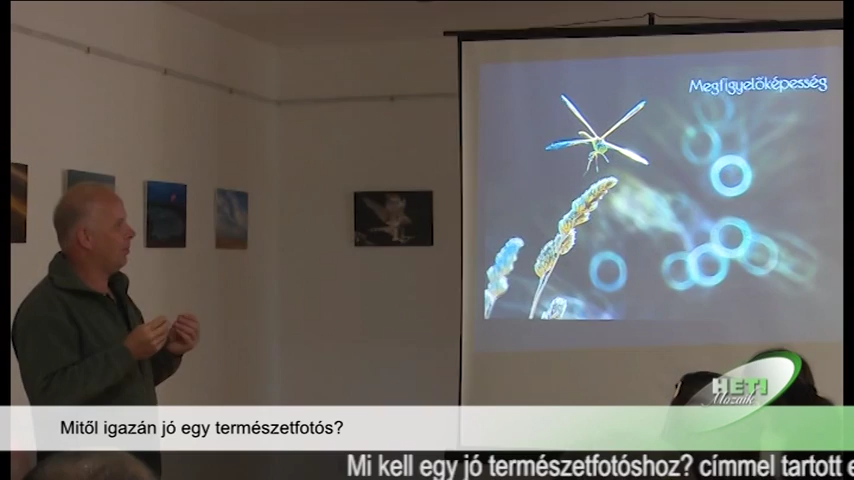 Megfigyelőképesség
HETI
Mozaik
Mitől igazán jó egy természetfotós?
Mi kell egy jó természetfotóshoz? címmel tartott